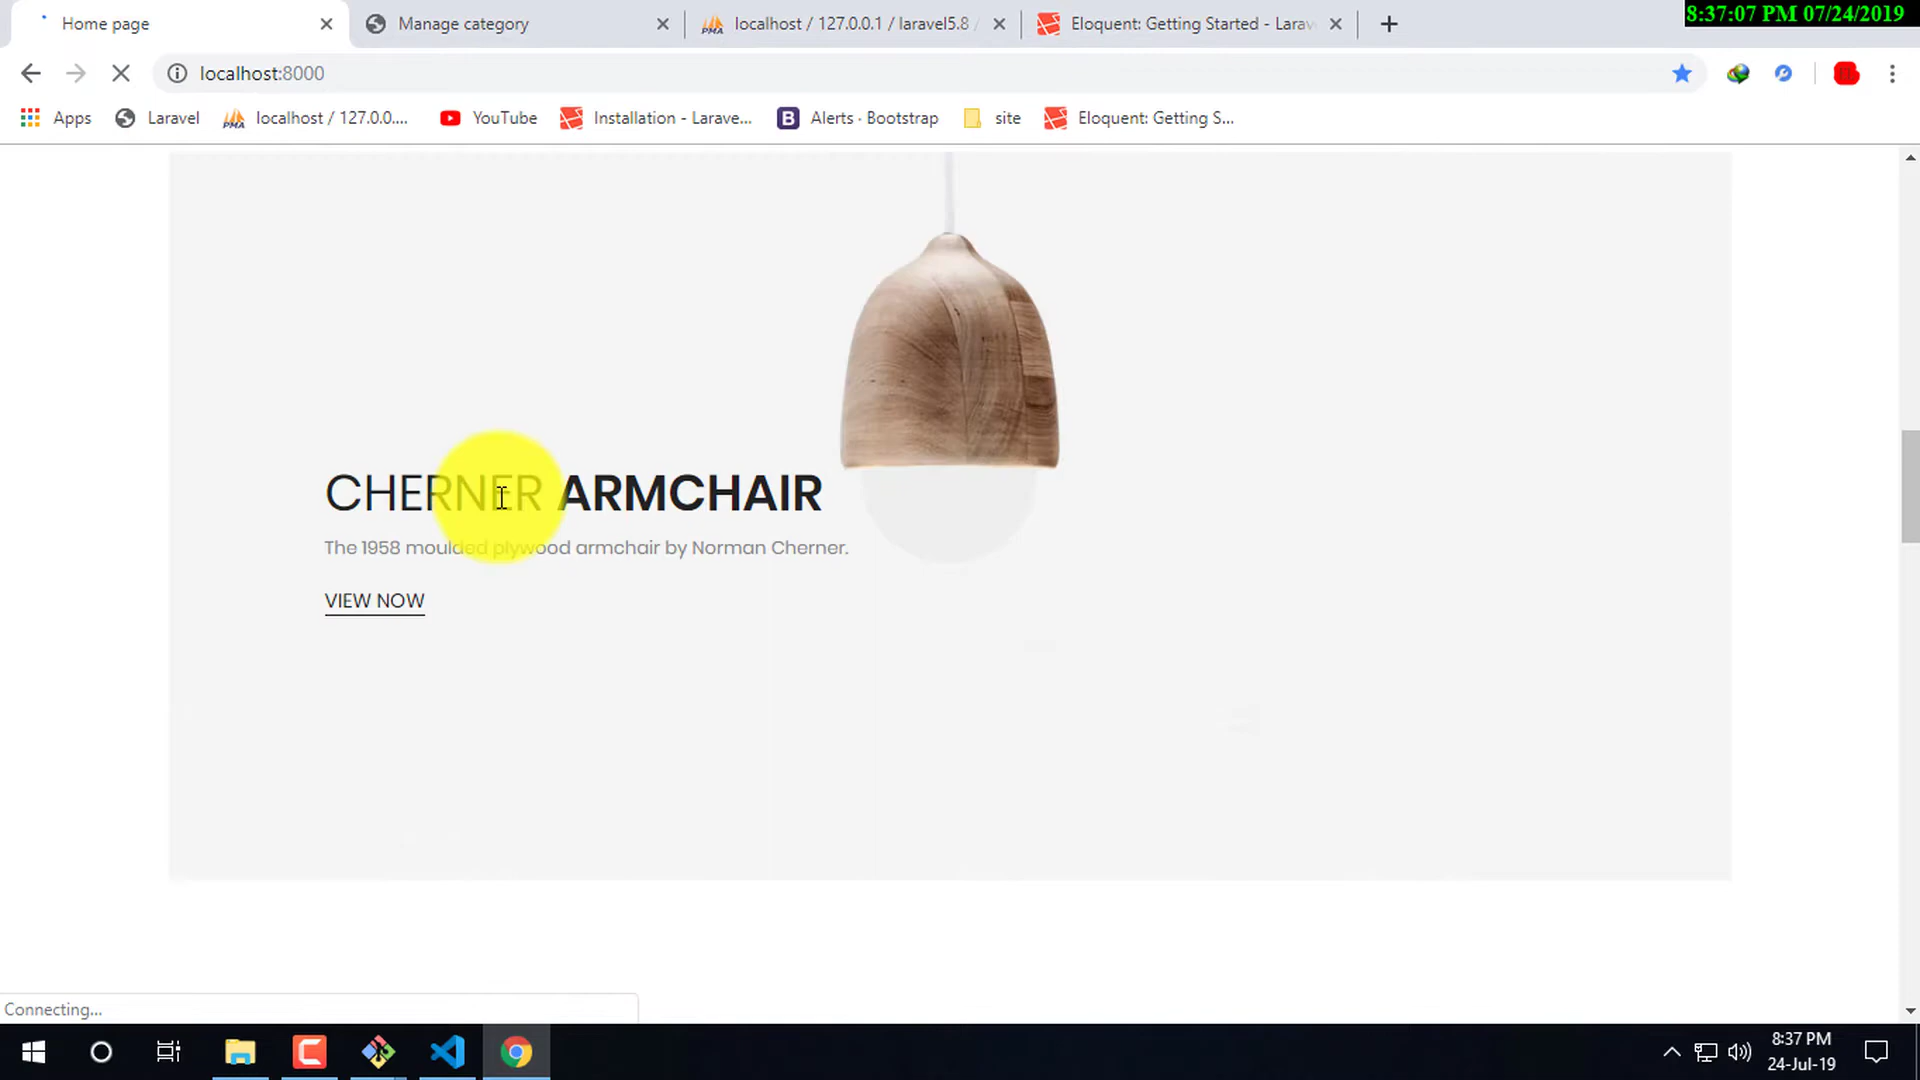 Home page
Manage category
PMA
localhost / 127.0.0.1 / laravel5.8
Eloquent: Getting Started - Larav
8:37:07 PM 07/24/2019
localhost:8000
Apps
Laravel
PMA
localhost / 127.0.0....
YouTube
Installation - Larave...
B
Alerts · Bootstrap
site
Eloquent: Getting S...
CHERNER ARMCHAIR
The 1958 moulded plywood armchair by Norman Cherner.
VIEW NOW
Connecting...
8:37 PM
24-Jul-19